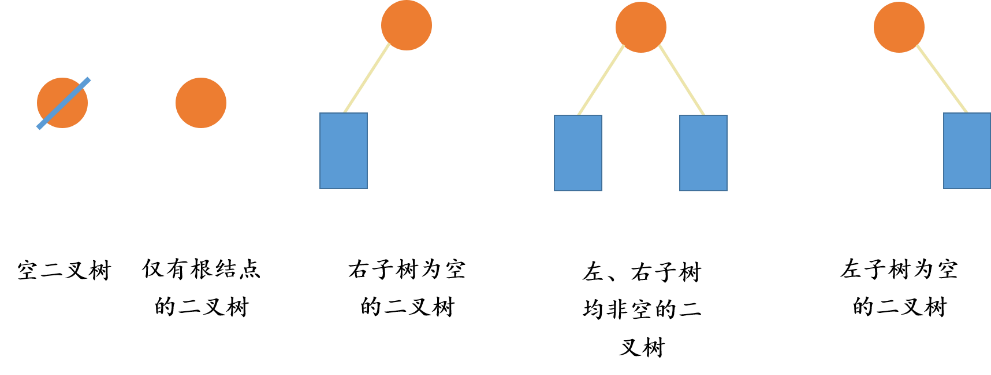 空二叉树
仅有根结点
的二叉树
右子树为空
的二叉树
左、右子树
均非空的二
叉树
左子树为空
的二叉树